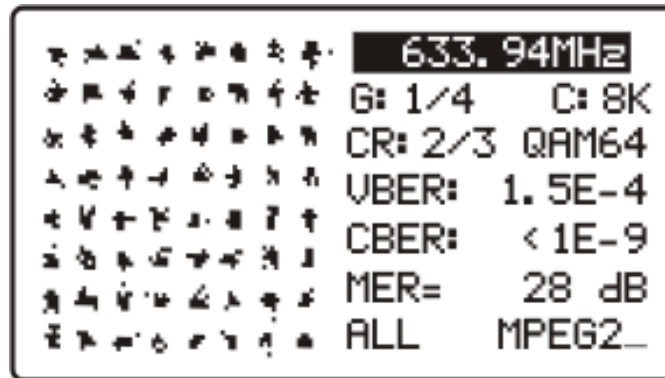 633.94MHz
G: 1/4 C: 8K
CR: 2/3 QAM64
VBER: 1.5E-4
CBER: <1E-9
MER= 28 dB
ALL MPEG2_